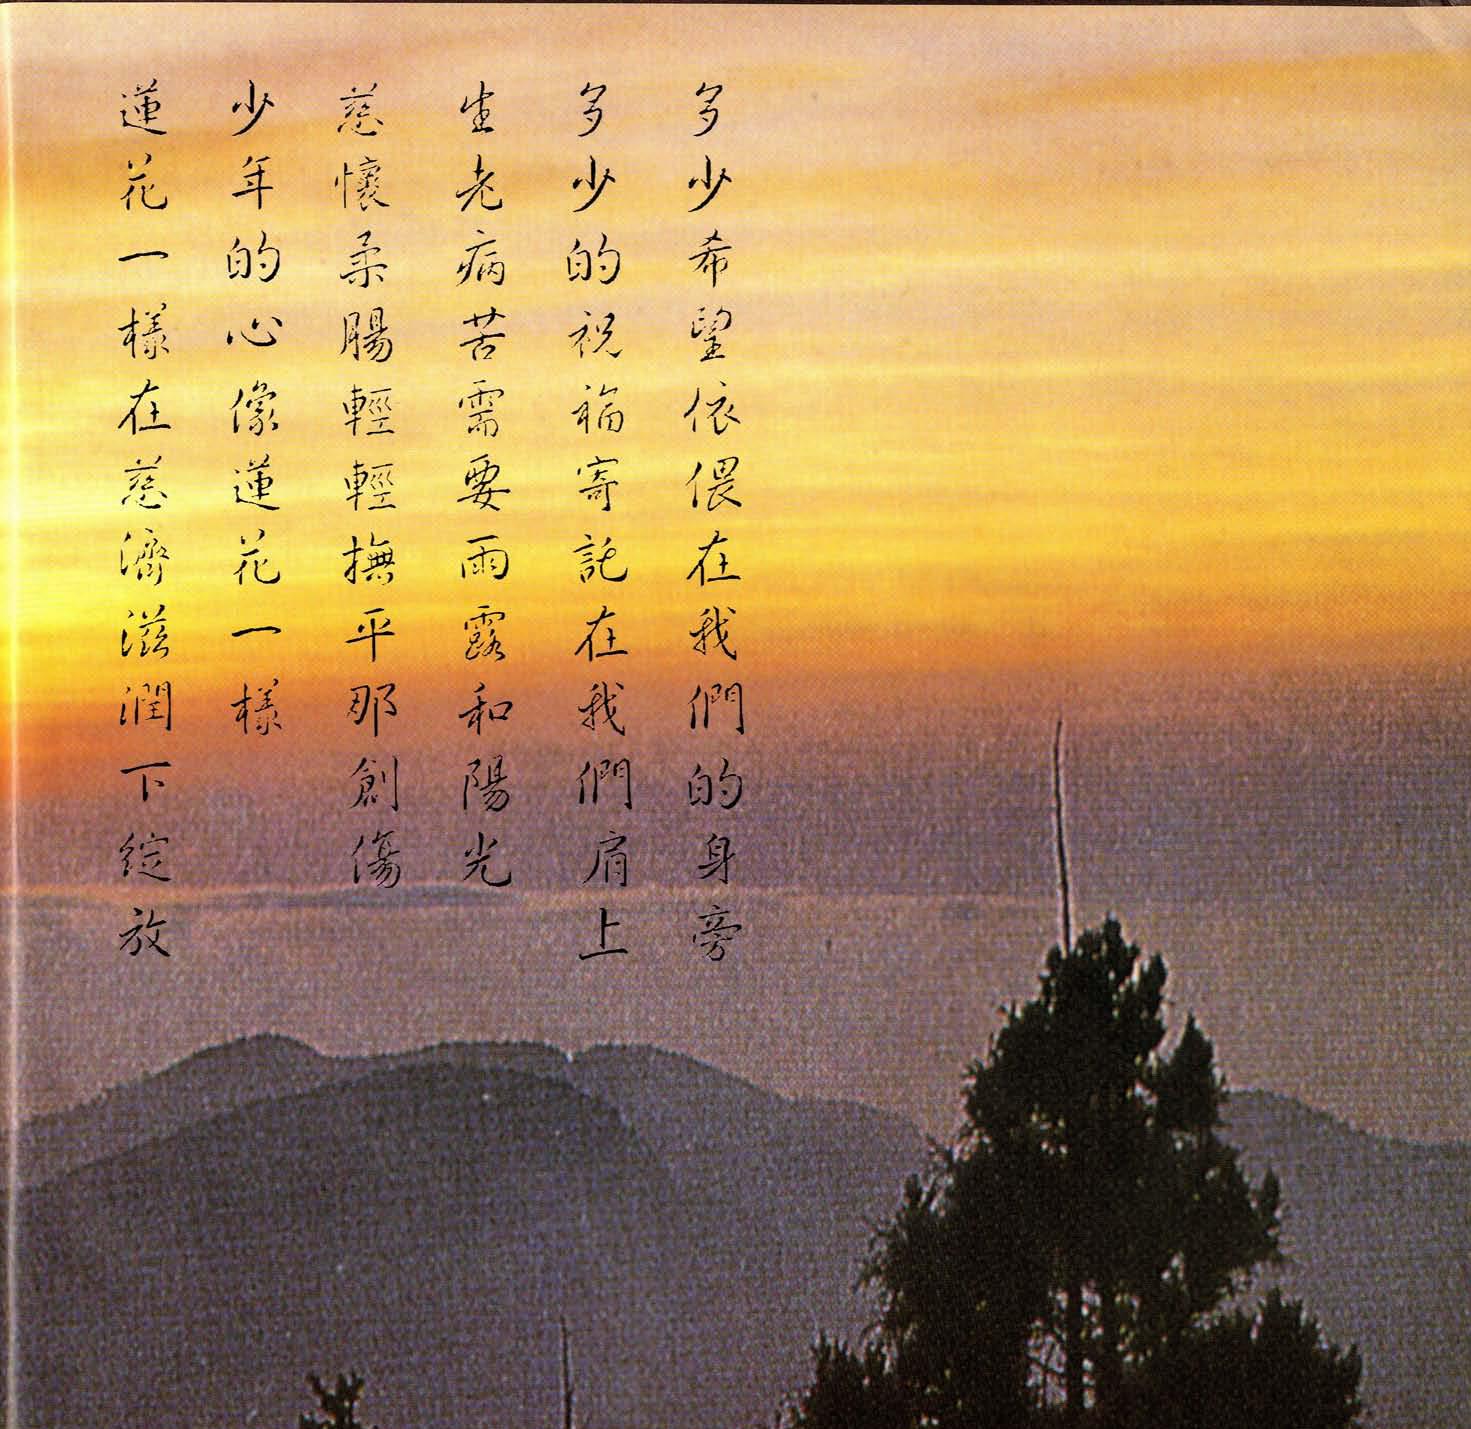 多少希望依偎在我們的身旁
多少的祝福寄託在我們肩上
生老病苦需要雨露和陽光
慈懷柔腸輕輕撫平那創傷
少年的心像蓮花一樣
蓮花一樣在慈濟滋潤下綻放